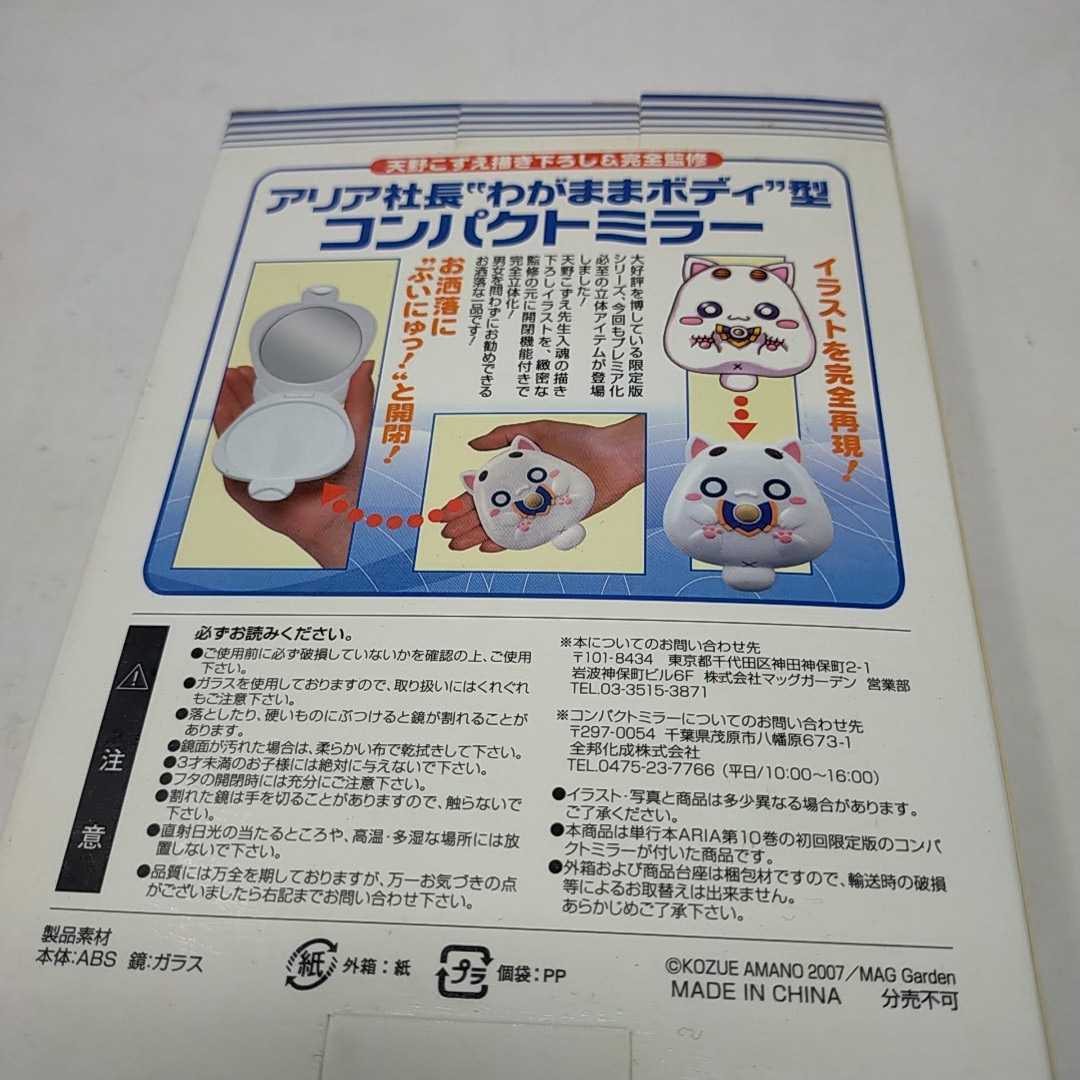 天野こずえ描き下ろし&完全監修
アリア社長“わがままボディ”型
コンパクトミラー
イラストを完全再現！
大好評を博している限定版
シリーズ、今回もプレミア化
必至の立体アイテムが登場
しました！
天野こずえ先生入魂の描き
下ろしイラストを、緻密な
監修の元に開閉機能付きで
完全立体化！
男女を問わずにお勧めできる
お洒落な一品です！
お洒落に
“ぷいにゅっ！”と開閉！
注意
必ずお読みください。
●ご使用前に必ず破損していないかを確認の上、ご使用
下さい。
●ガラスを使用しておりますので、取り扱いにはくれぐれ
もご注意下さい。
●落としたり、硬いものにぶつけると鏡が割れることが
あります。
●鏡面が汚れた場合は、柔らかい布で乾拭きして下さい。
●3才未満のお子様には絶対に与えないで下さい。
●フタの開閉時には充分にご注意下さい。
●割れた鏡は手を切ることがありますので、触らないで
下さい。
●直射日光の当たるところや、高温・多湿な場所には放
置しないで下さい。
●品質には万全を期しておりますが、万一お気づきの点
がございましたら右記までお問い合わせ下さい。
※本についてのお問い合わせ先
〒101-8434 東京都千代田区神田神保町2-1
岩波神保町ビル6F 株式会社マッグガーデン 営業部
TEL.03-3515-3871
※コンパクトミラーについてのお問い合わせ先
〒297-0054 千葉県茂原市八幡原673-1
全邦化成株式会社
TEL.0475-23-7766（平日/10:00～16:00）
●イラスト・写真と商品は多少異なる場合があります。
ご了承ください。
●本商品は単行本ARIA第10巻の初回限定版のコンパ
クトミラーが付いた商品です。
●外箱および商品台座は梱包材ですので、輸送時の破損
等によるお取替えは出来ません。
あらかじめご了承下さい。
製品素材
本体：ABS 鏡：ガラス
紙 外箱：紙
プラ 個袋：PP
©KOZUE AMANO 2007／MAG Garden
MADE IN CHINA 分売不可